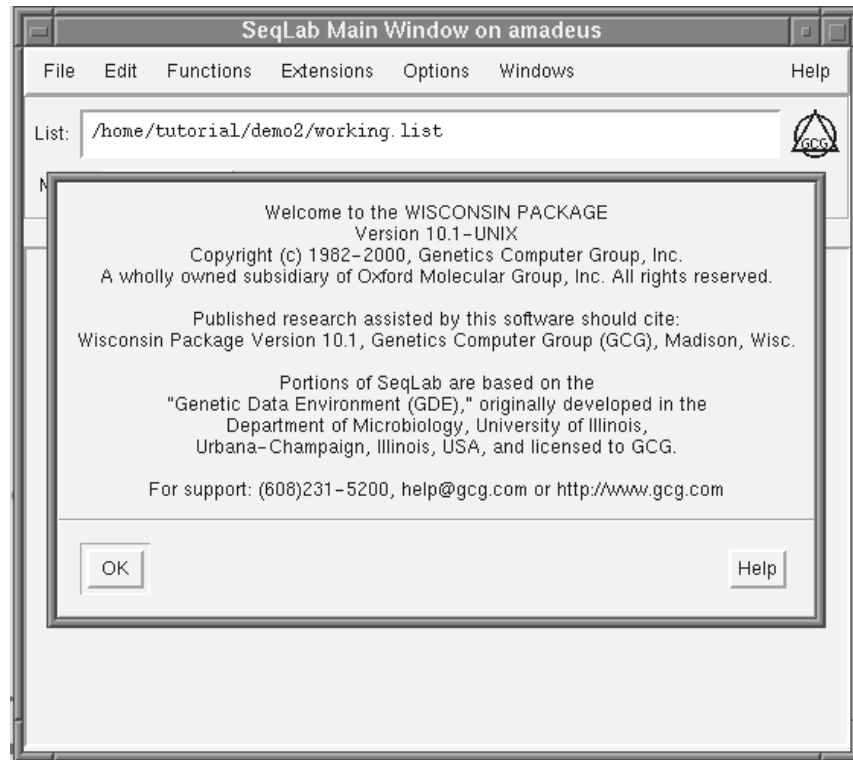 SeqLab Main Window on amadeus
File Edit Functions Extensions Options Windows Help
List: /home/tutorial/demo2/working.list
GCG
Welcome to the WISCONSIN PACKAGE
Version 10.1-UNIX
Copyright (c) 1982-2000, Genetics Computer Group, Inc.
A wholly owned subsidiary of Oxford Molecular Group, Inc. All rights reserved.
Published research assisted by this software should cite:
Wisconsin Package Version 10.1, Genetics Computer Group (GCG), Madison, Wisc.
Portions of SeqLab are based on the
"Genetic Data Environment (GDE)," originally developed in the
Department of Microbiology, University of Illinois,
Urbana-Champaign, Illinois, USA, and licensed to GCG.
For support: (608)231-5200, help@gcg.com or http://www.gcg.com
OK Help